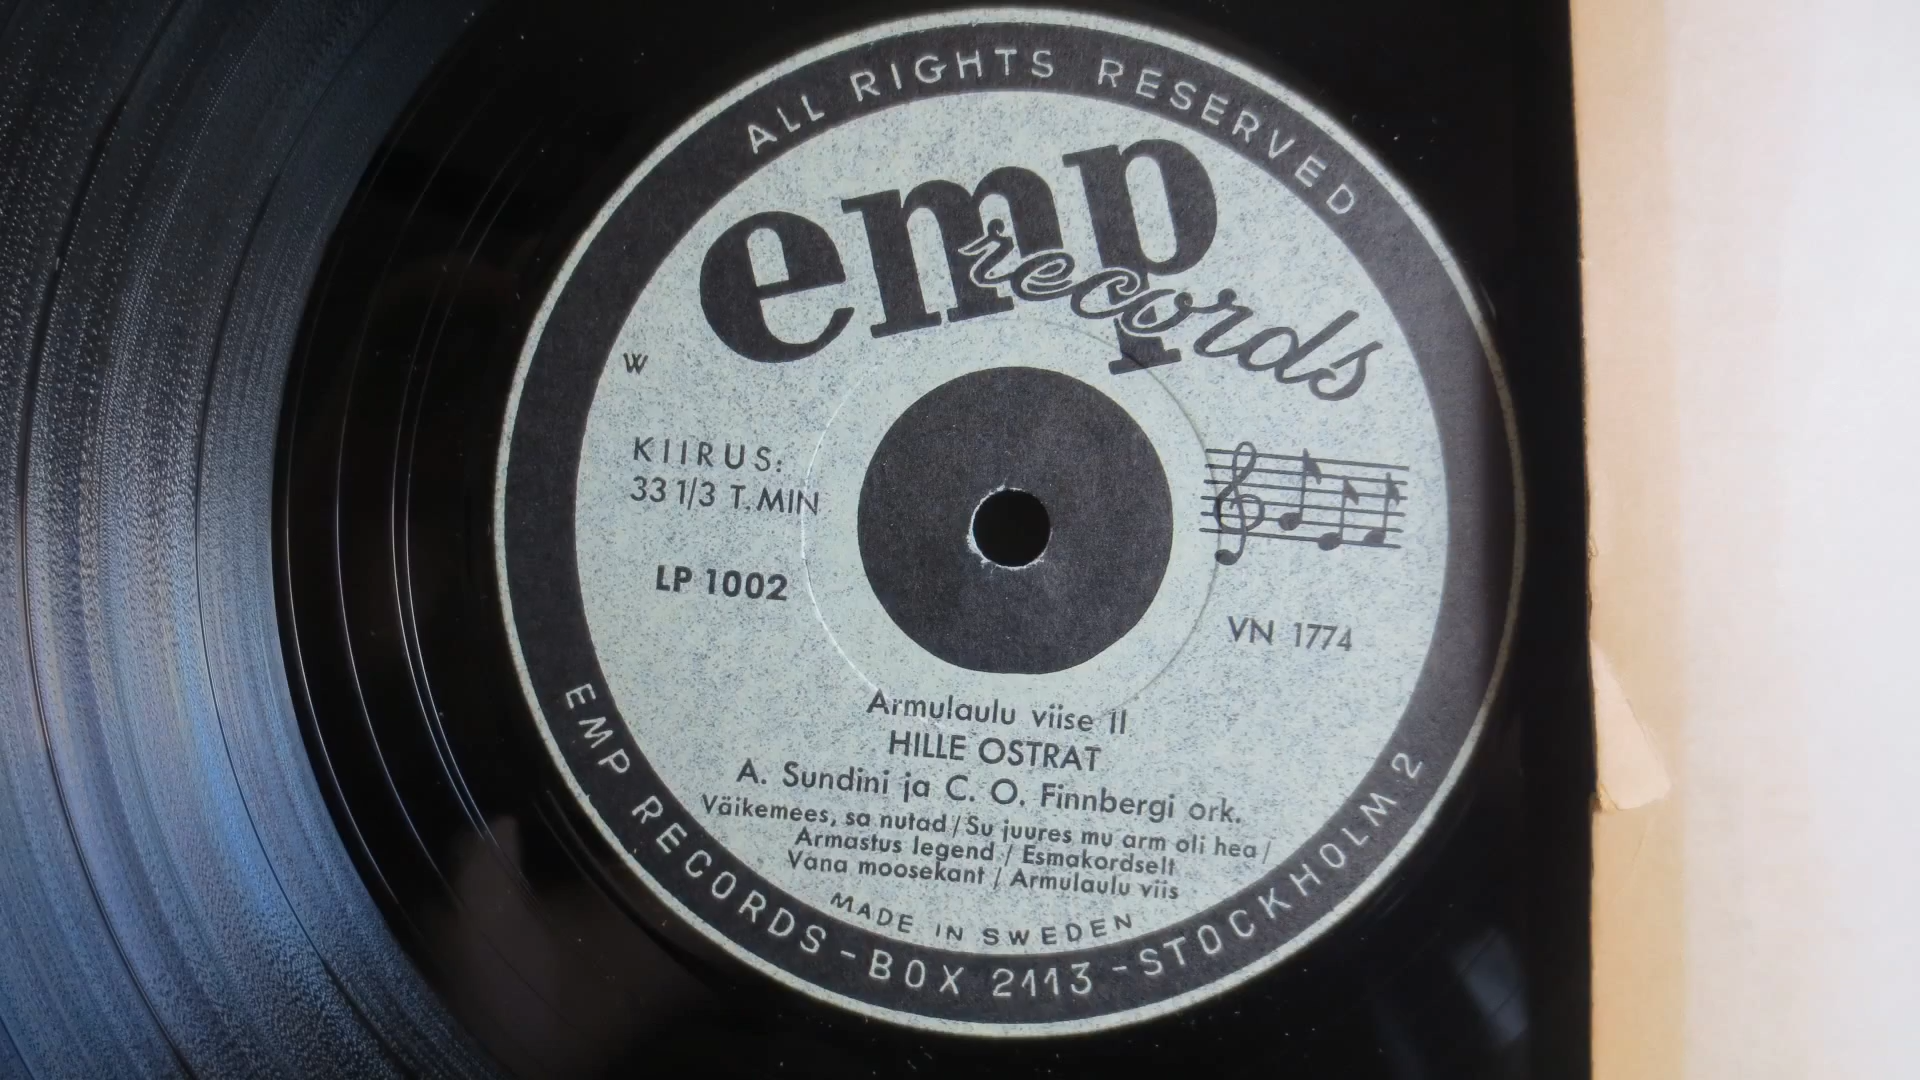 ALL RIGHTS RESERVED
emp
records
W
KIIRUS:
33 1/3 T. MIN
LP 1002
VN 1774
Armulaulu viise II
HILLE OSTRAT
A. Sundini ja C. O. Finnbergi ork.
Väikemees, sa nutad / Su juures mu arm oli hea /
Armastus legend / Esmakordselt
Vana moosekant / Armulaulu viis
MADE IN SWEDEN
EMP RECORDS - BOX 2113 - STOCKHOLM 2